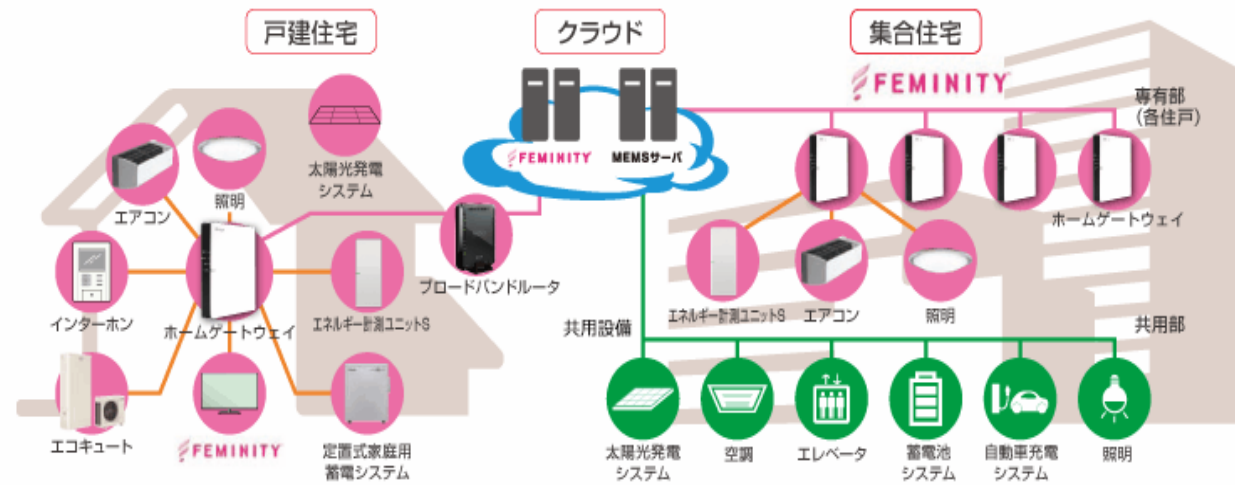 戸建住宅
クラウド
集合住宅
FEMINITY
専有部
(各住戸)
太陽光発電
システム
照明
エアコン
FEMINITY
MEMSサーバ
ホームゲートウェイ
ブロードバンドルータ
インターホン
ホームゲートウェイ
エネルギー計測ユニットS
エネルギー計測ユニットS
エアコン
照明
共用設備
共用部
エコキュート
FEMINITY
定置式家庭用
蓄電システム
太陽光発電
システム
空調
エレベータ
蓄電池
システム
自動車充電
システム
照明